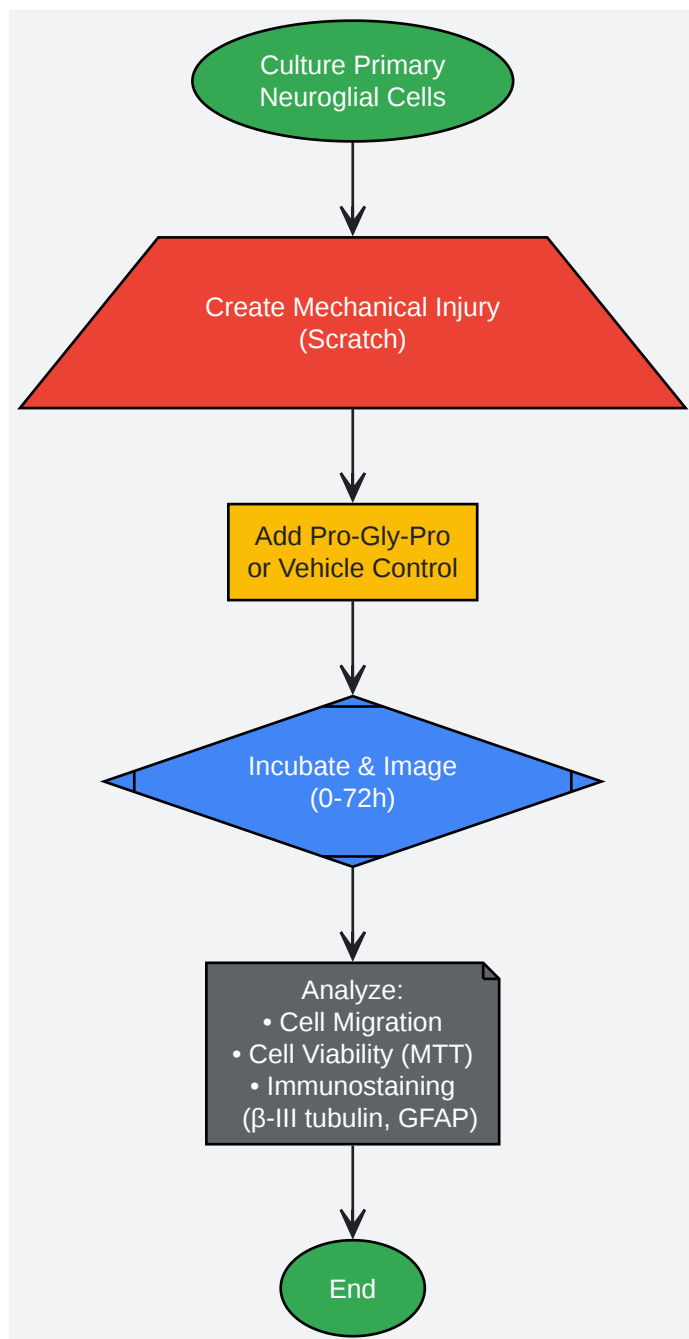 Culture Primary
Neuroglial Cells
Create Mechanical Injury
(Scratch)
Add Pro-Gly-Pro
or Vehicle Control
Incubate & Image
(0-72h)
Analyze:
• Cell Migration
• Cell Viability (MTT)
• Immunostaining
(β-III tubulin, GFAP)
End